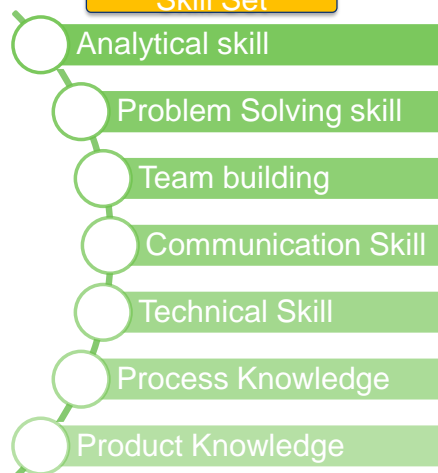 Skill Set
Analytical skill
Problem Solving skill
Team building
Communication Skill
Technical Skill
Process Knowledge
Product Knowledge